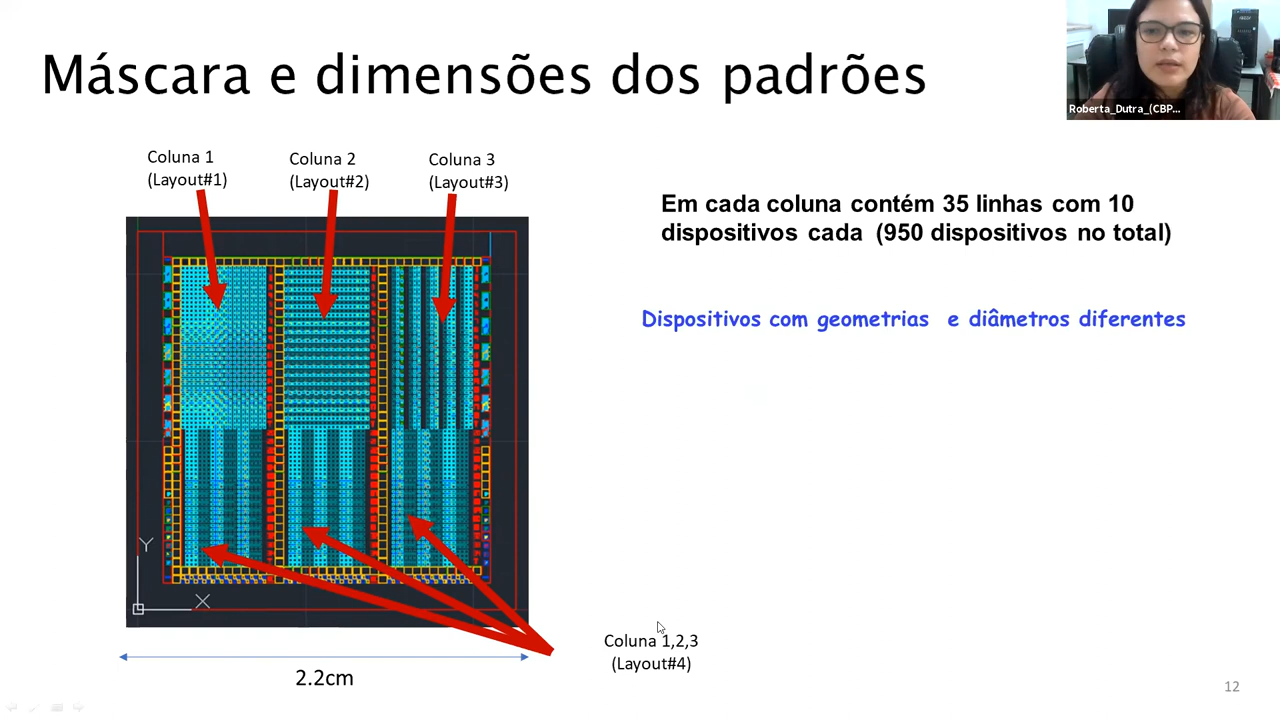 Máscara e dimensões dos padrões
Roberta_Dutra_(CBP...
Coluna 1
(Layout#1)
Coluna 2
(Layout#2)
Coluna 3
(Layout#3)
Em cada coluna contém 35 linhas com 10
dispositivos cada (950 dispositivos no total)
Dispositivos com geometrias e diâmetros diferentes
Y
X
Coluna 1,2,3
(Layout#4)
2.2cm
12